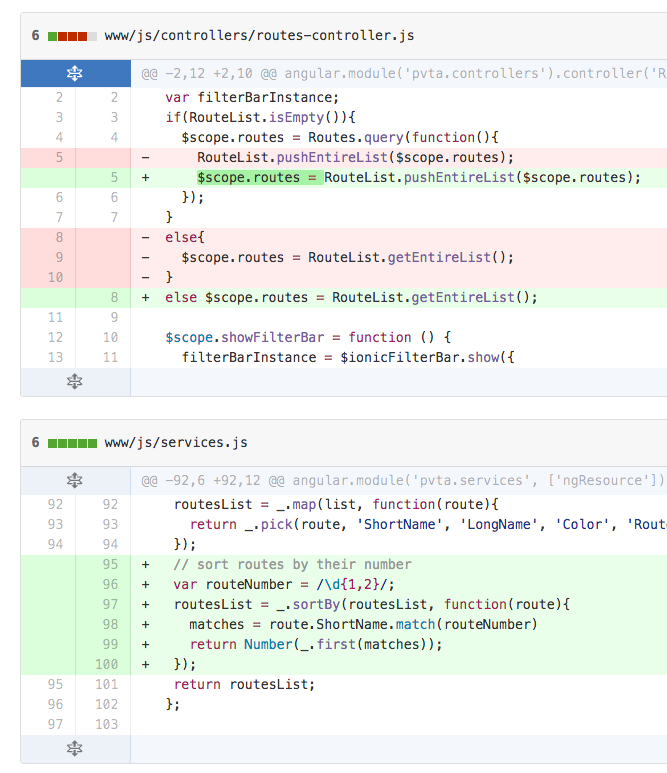 6 www/js/controllers/routes-controller.js
@@ -2,12 +2,10 @@ angular.module('pvta.controllers').controller('R
2 2 var filterBarInstance;
3 3 if(RouteList.isEmpty()){
4 4 $scope.routes = Routes.query(function(){
5 - RouteList.pushEntireList($scope.routes);
5 + $scope.routes = RouteList.pushEntireList($scope.routes);
6 6 });
7 7 }
8 - else{
9 - $scope.routes = RouteList.getEntireList();
10 - }
8 + else $scope.routes = RouteList.getEntireList();
11 9
12 10 $scope.showFilterBar = function () {
13 11 filterBarInstance = $ionicFilterBar.show({
6 www/js/services.js
@@ -92,6 +92,12 @@ angular.module('pvta.services', ['ngResource'])
92 92 routesList = _.map(list, function(route){
93 93 return _.pick(route, 'ShortName', 'LongName', 'Color', 'Rout
94 94 });
95 + // sort routes by their number
96 + var routeNumber = /\d{1,2}/;
97 + routesList = _.sortBy(routesList, function(route){
98 + matches = route.ShortName.match(routeNumber)
99 + return Number(_.first(matches));
100 + });
95 101 return routesList;
96 102 };
97 103